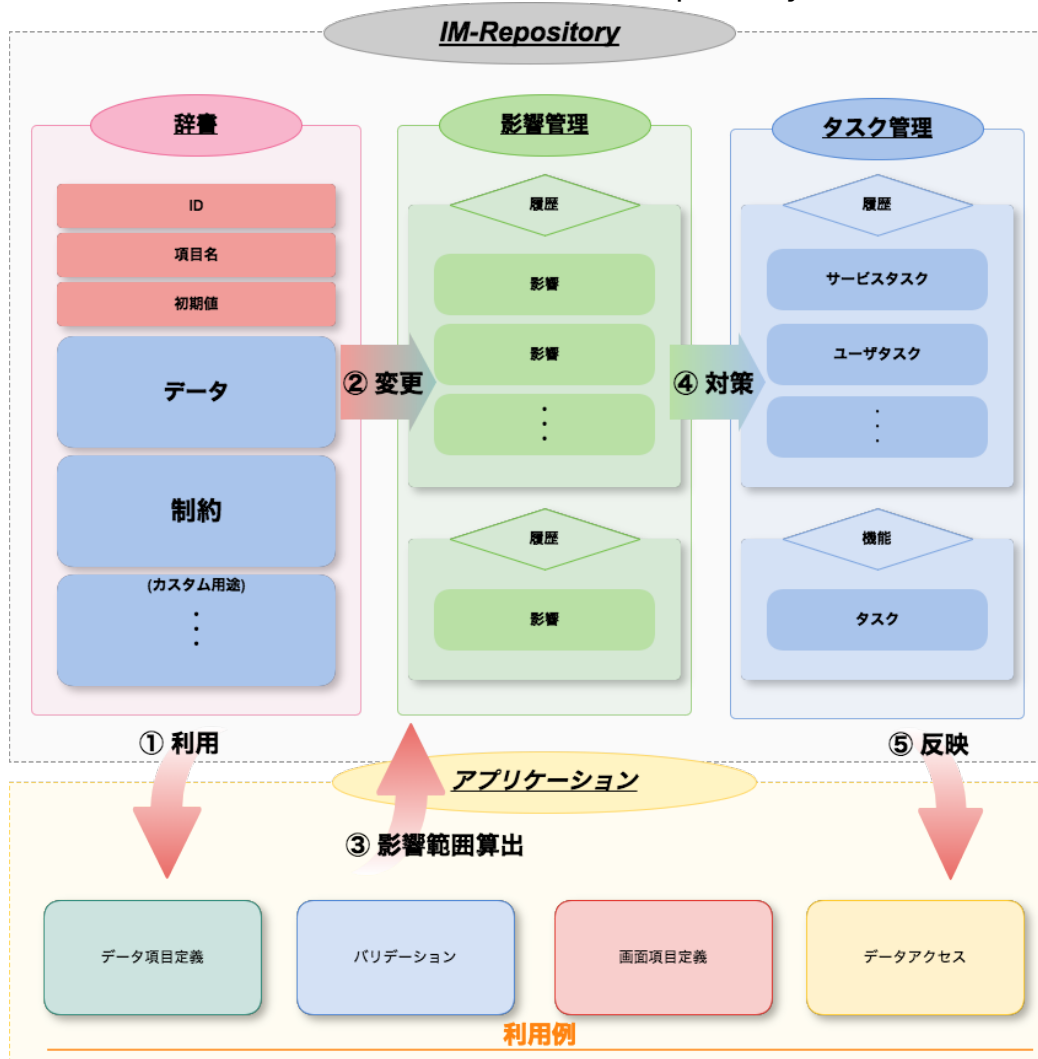 IM-Repository
辞書
ID
項目名
初期値
データ
制約
(カスタム用途)
・
・
・
② 変更
影響管理
履歴
影響
影響
・
・
・
履歴
影響
④ 対策
タスク管理
履歴
サービスタスク
ユーザタスク
・
・
・
機能
タスク
① 利用
③ 影響範囲算出
⑤ 反映
アプリケーション
データ項目定義
バリデーション
画面項目定義
データアクセス
利用例